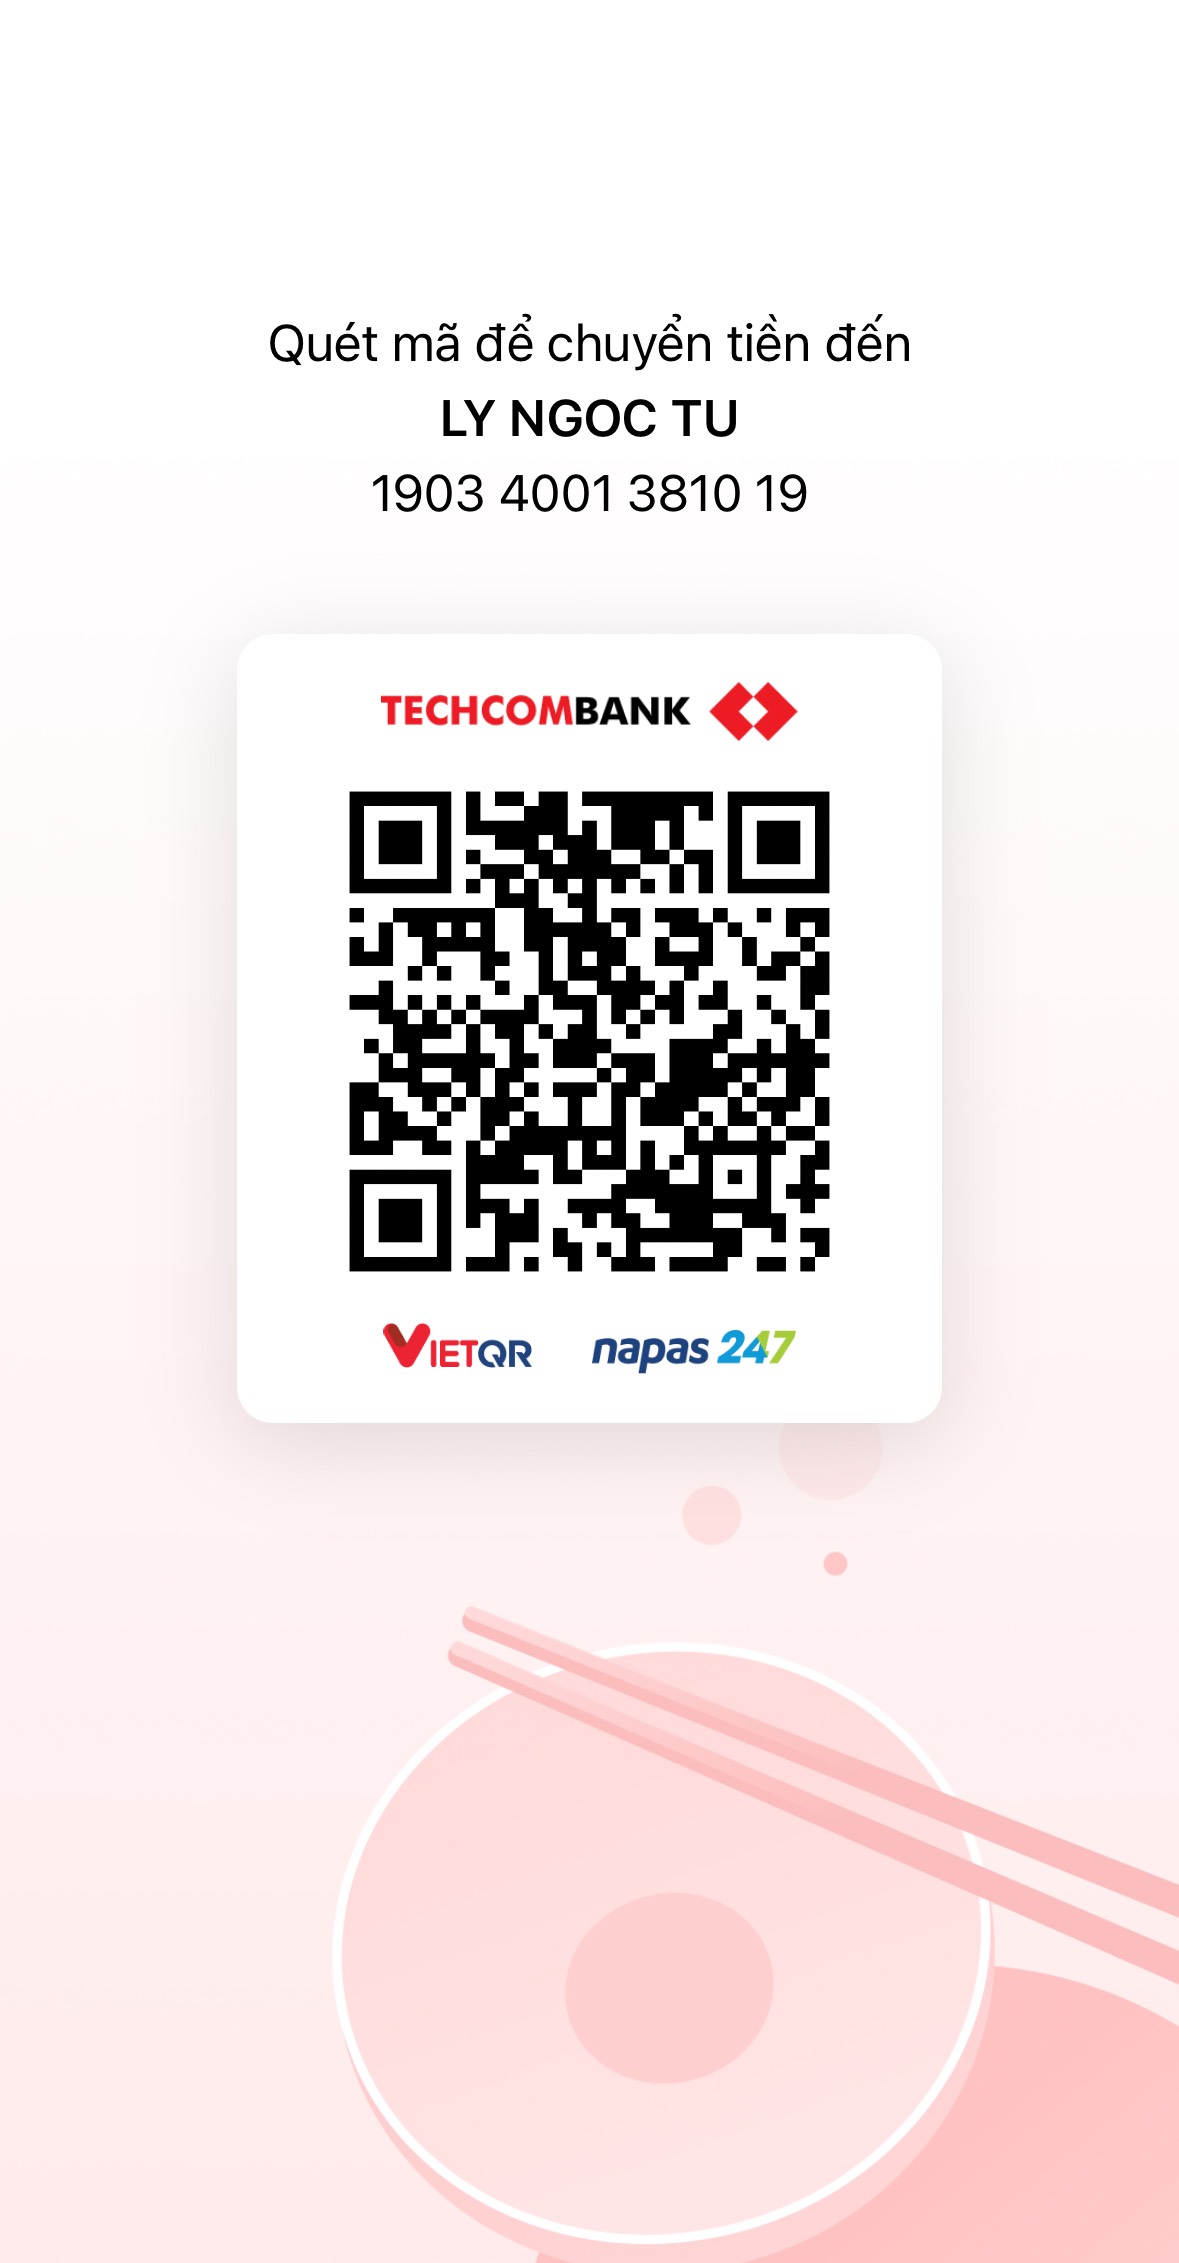 Quét mã để chuyển tiền đến
LY NGOC TU
1903 4001 3810 19
TECHCOMBANK
VIETQR
napas 247